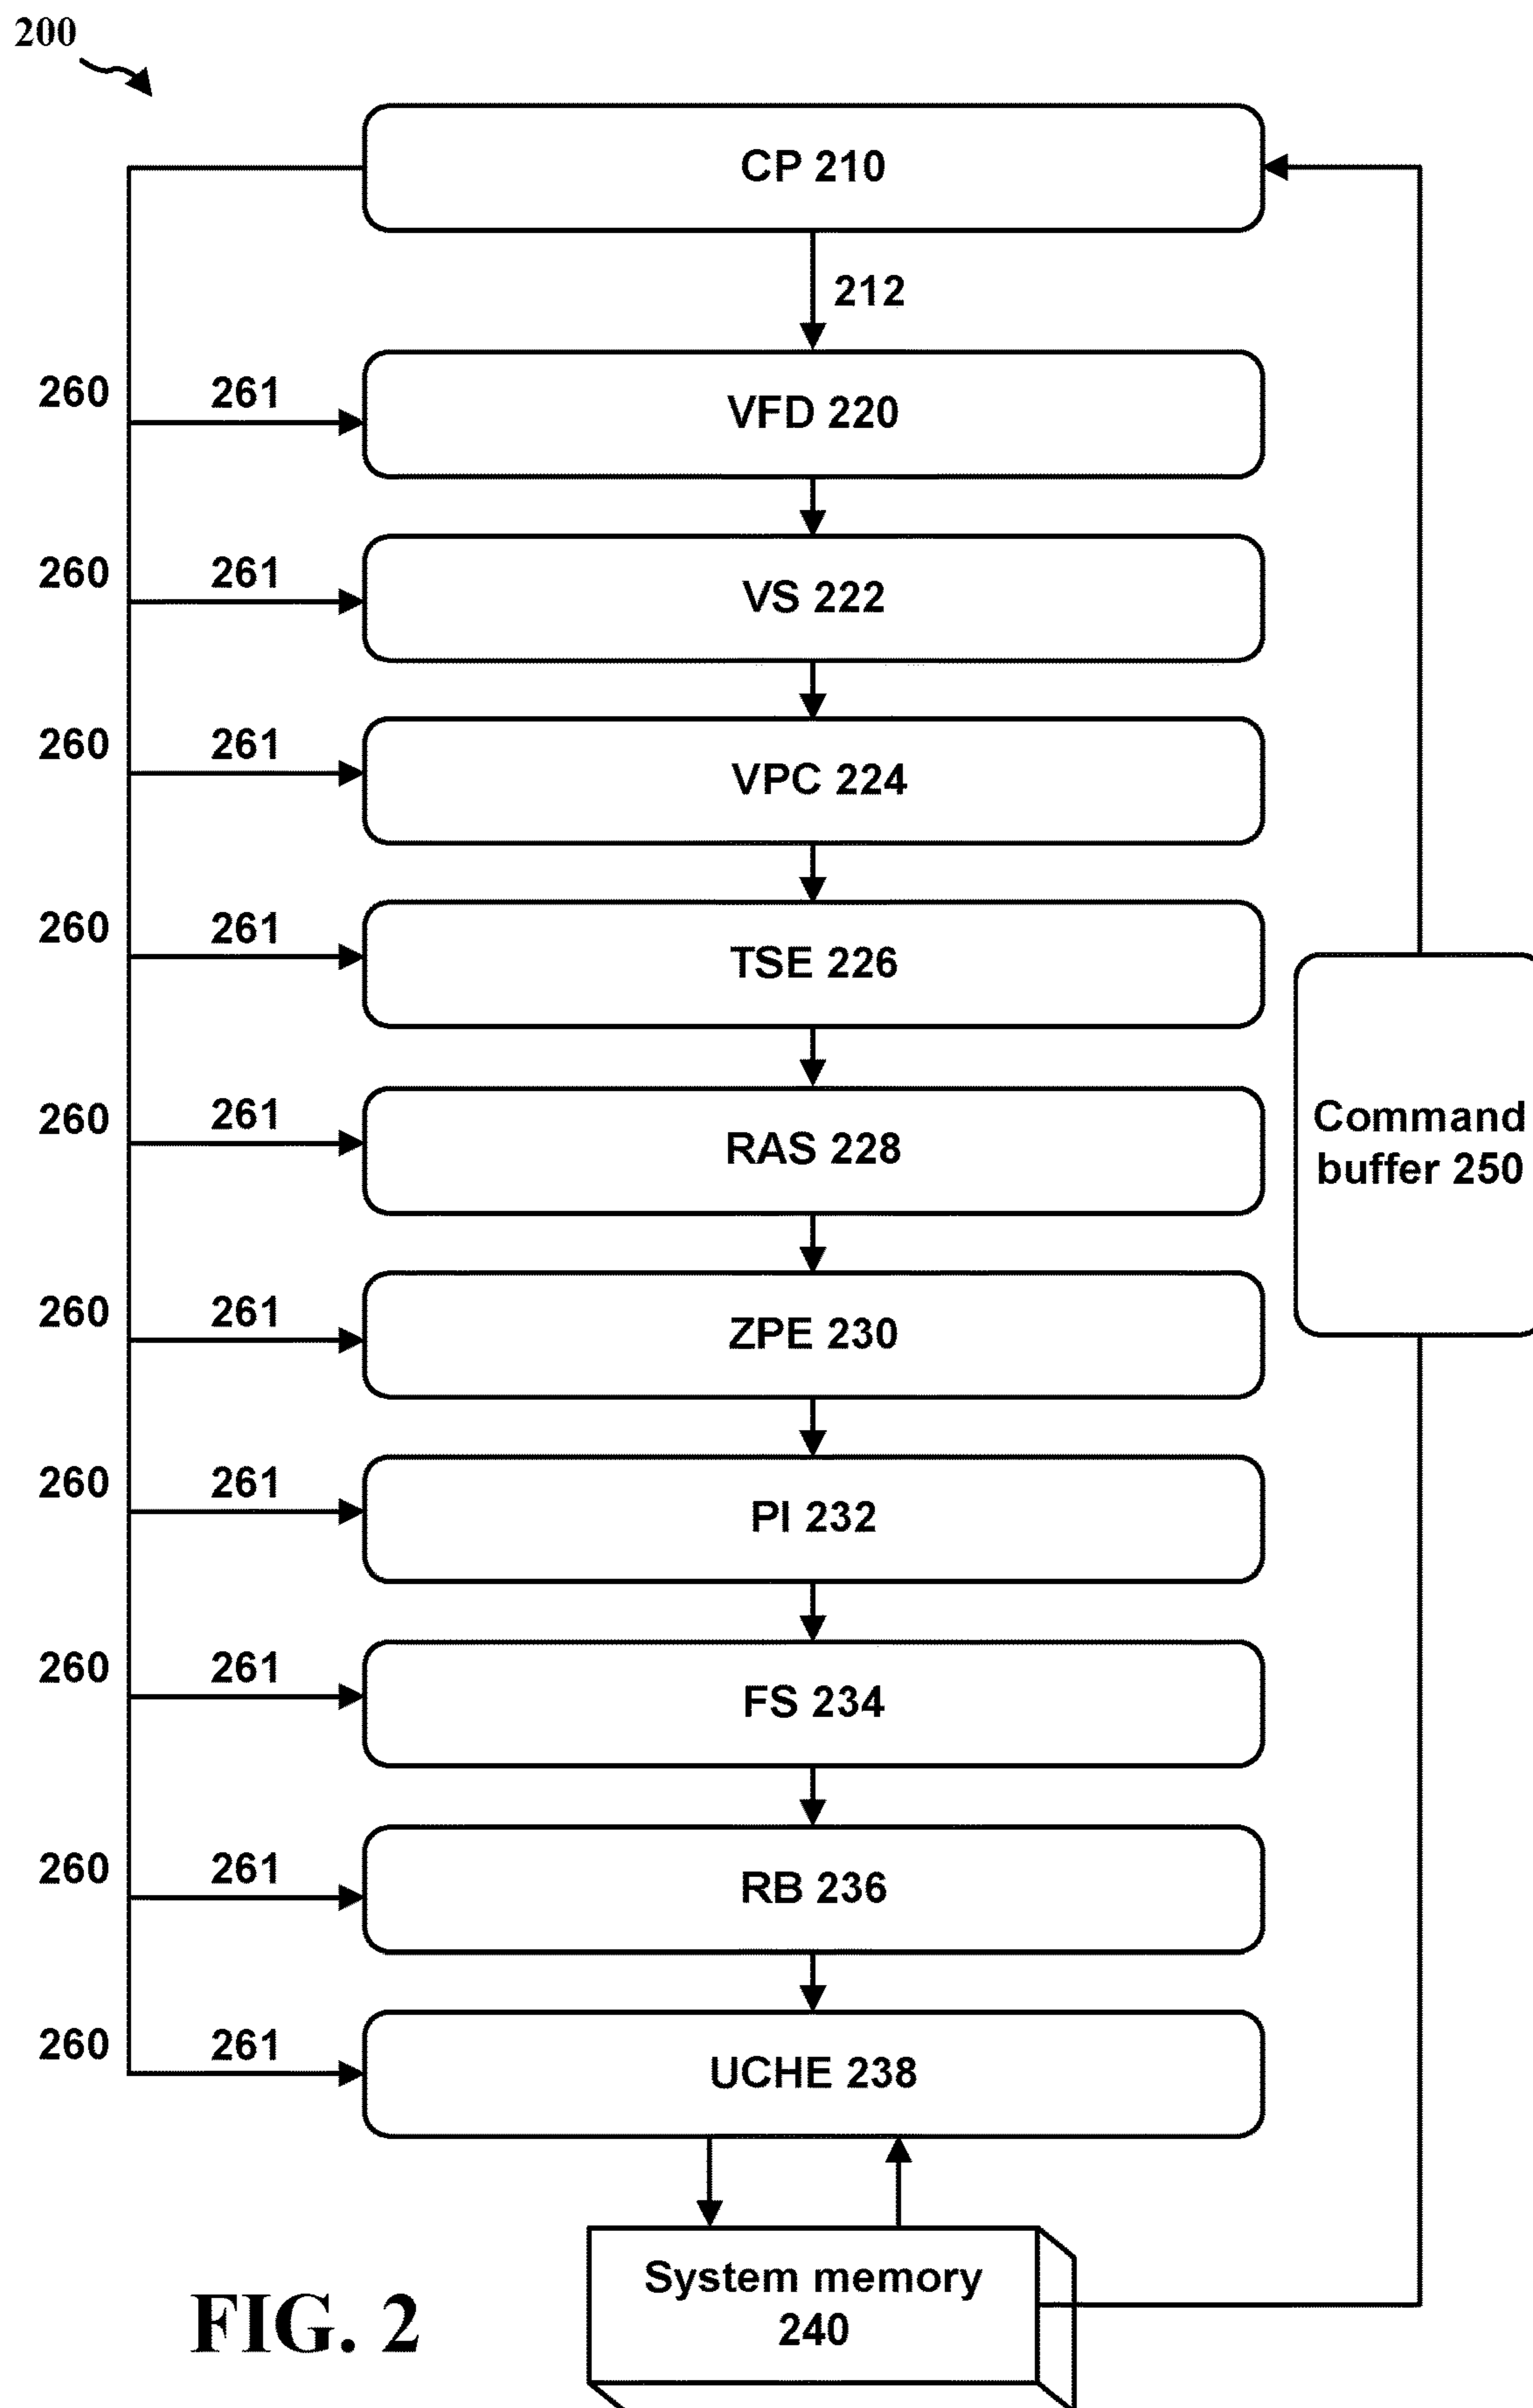 200
CP 210
212
260
261
VFD 220
260
261
VS 222
260
261
VPC 224
260
261
TSE 226
260
261
RAS 228
Command
buffer 250
260
261
ZPE 230
260
261
PI 232
260
261
FS 234
260
261
RB 236
260
261
UCHE 238
System memory
240
FIG. 2